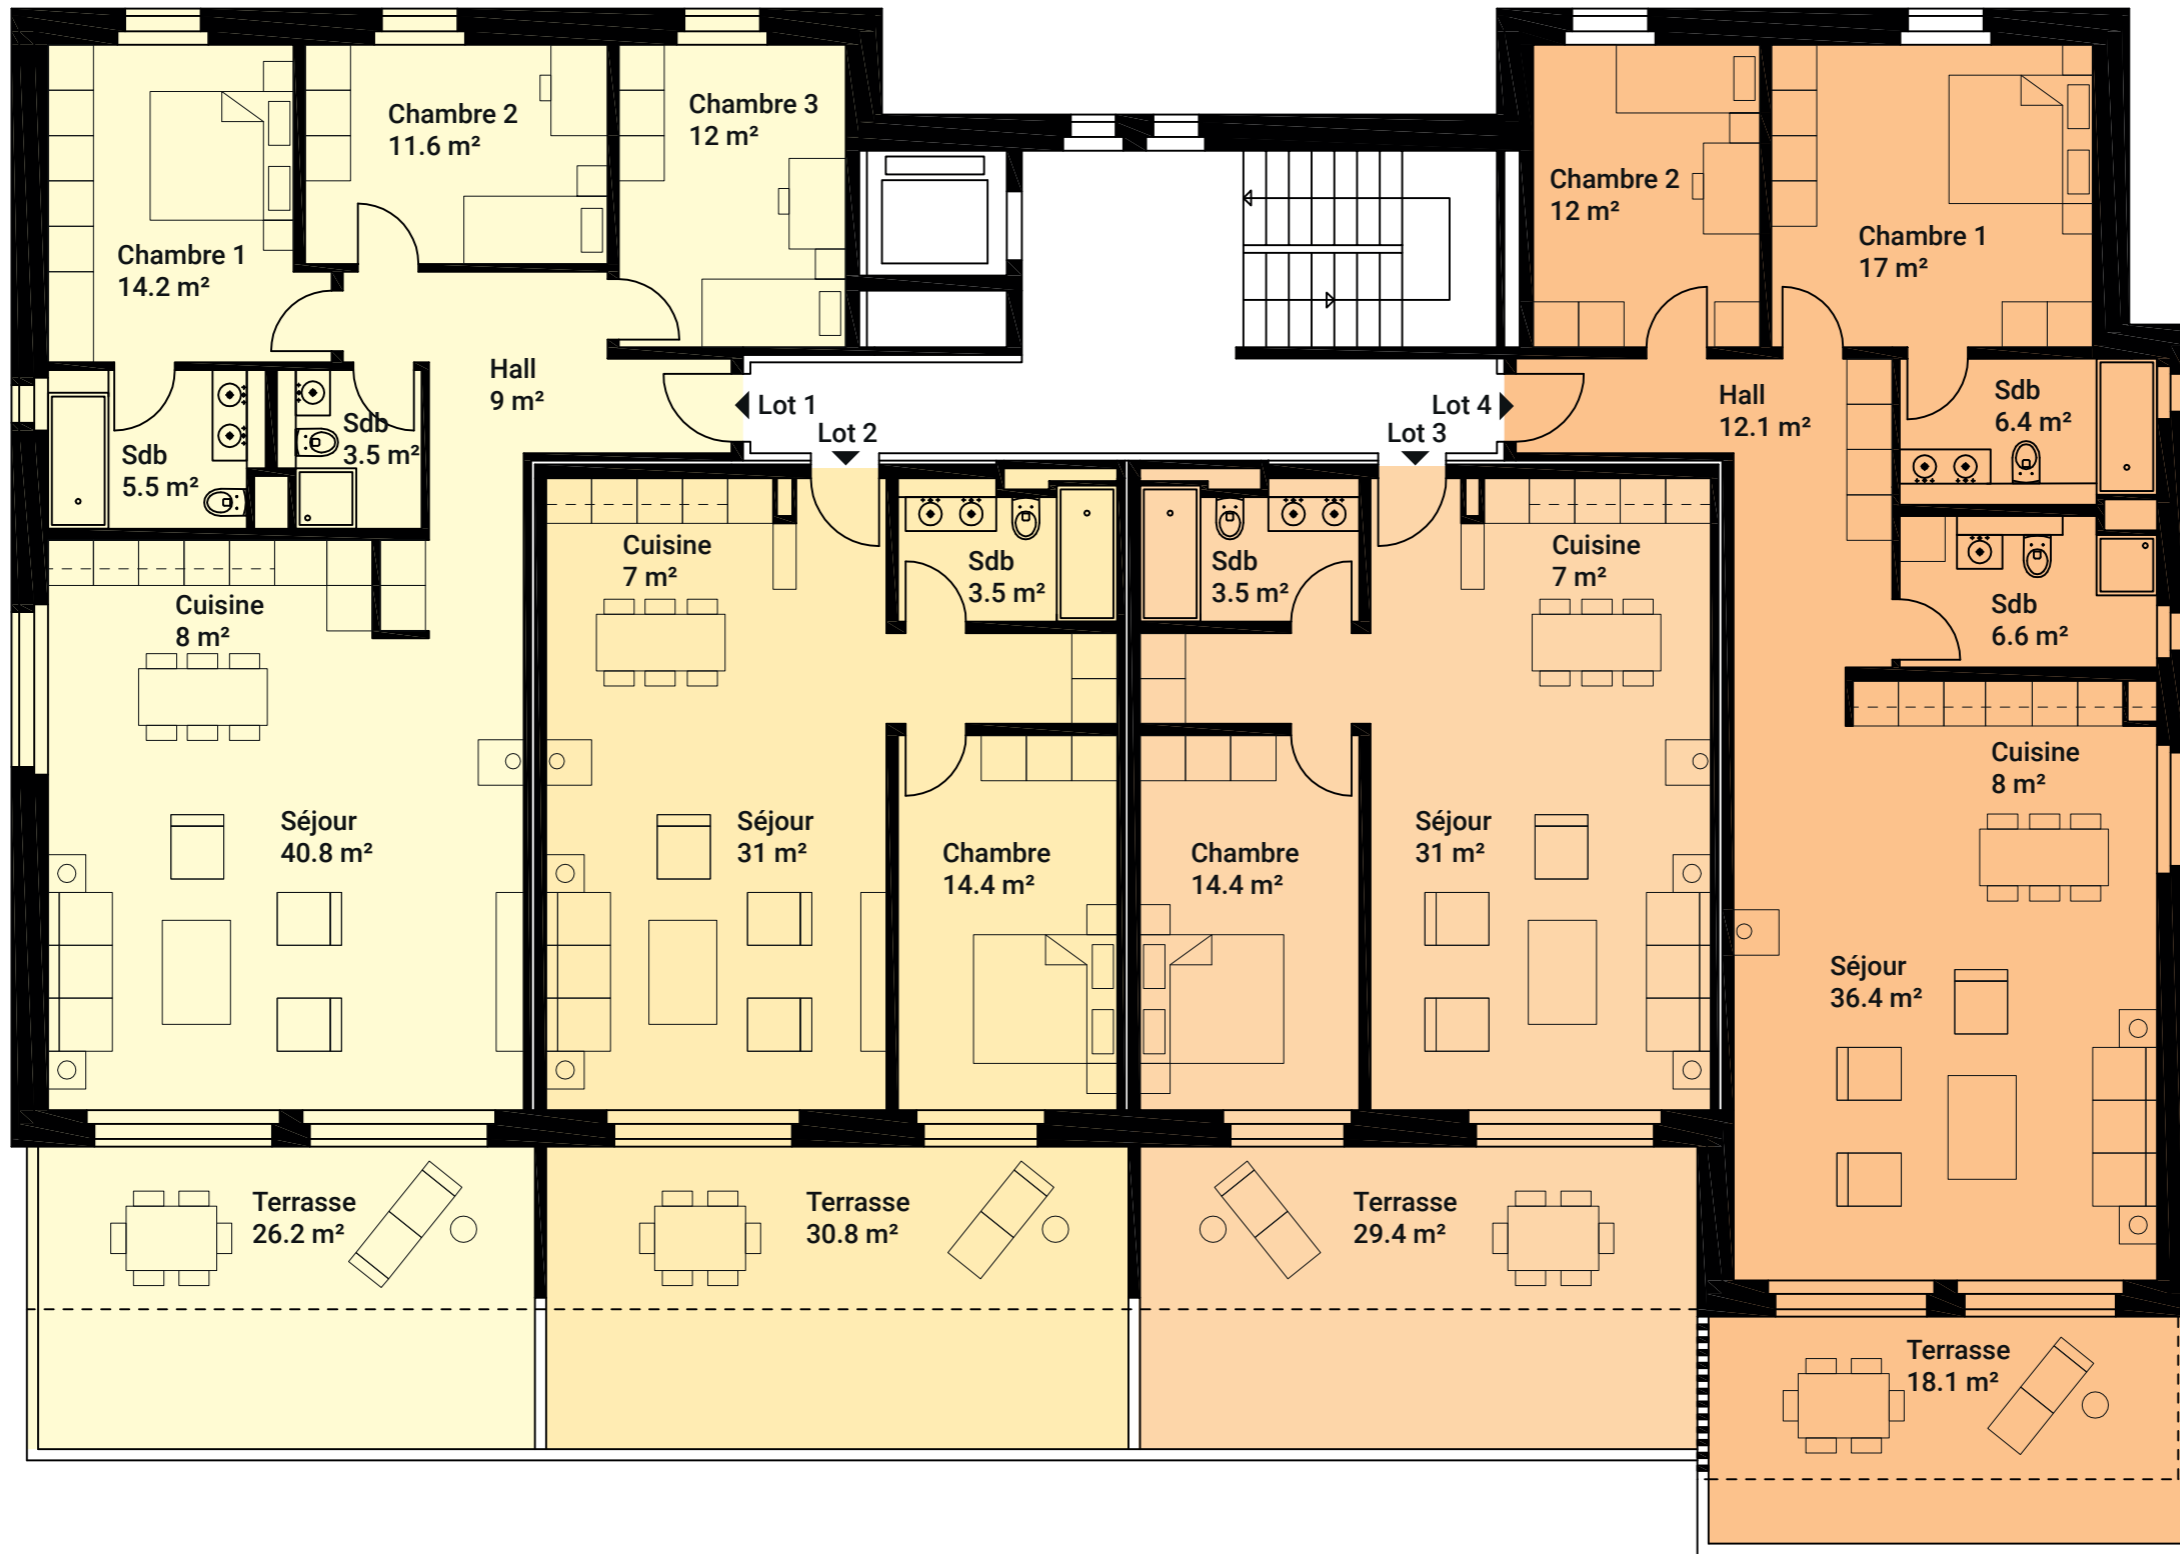 Chambre 1
14.2 m²
Chambre 2
11.6 m²
Chambre 3
12 m²
Chambre 2
12 m²
Chambre 1
17 m²
Hall
9 m²
Lot 1
Lot 2
Lot 3
Lot 4
Hall
12.1 m²
Sdb
6.4 m²
Sdb
5.5 m²
Sdb
3.5 m²
Cuisine
7 m²
Sdb
3.5 m²
Sdb
3.5 m²
Cuisine
7 m²
Sdb
6.6 m²
Cuisine
8 m²
Cuisine
8 m²
Séjour
40.8 m²
Séjour
31 m²
Chambre
14.4 m²
Chambre
14.4 m²
Séjour
31 m²
Séjour
36.4 m²
Terrasse
26.2 m²
Terrasse
30.8 m²
Terrasse
29.4 m²
Terrasse
18.1 m²